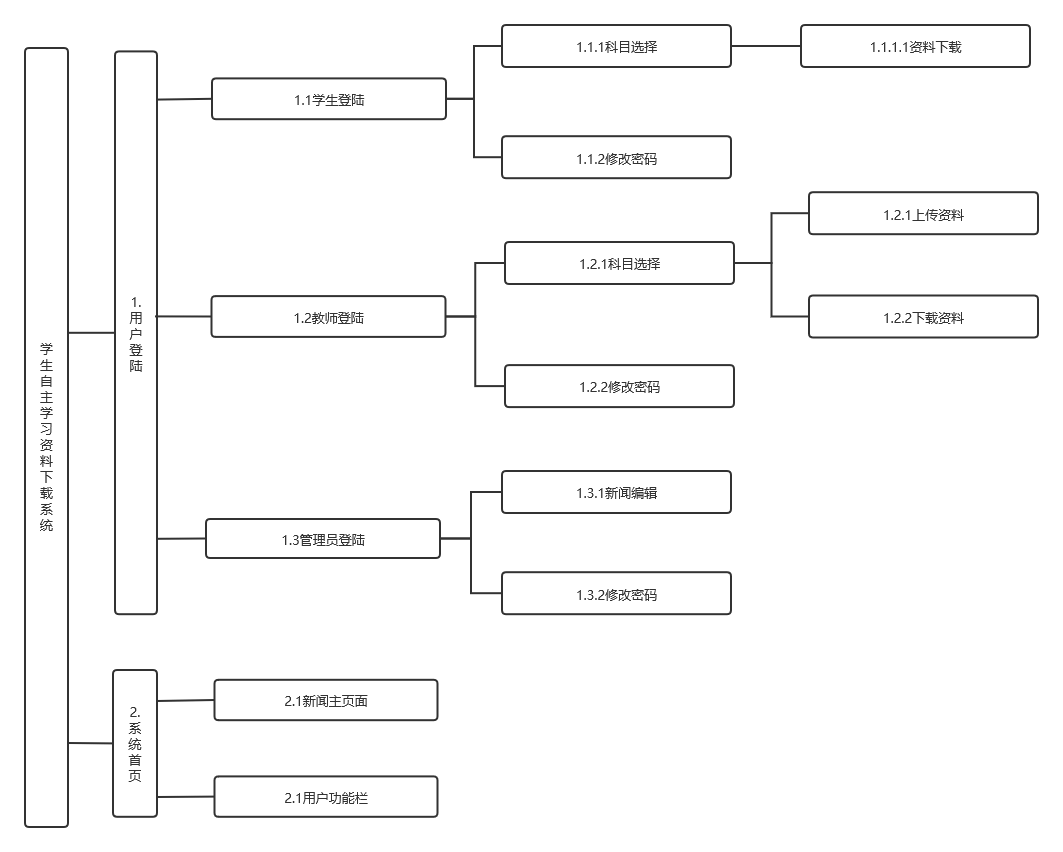 学生自主学习资料下载系统
1.用户登陆
1.1学生登陆
1.1.1科目选择
1.1.1.1资料下载
1.1.2修改密码
1.2教师登陆
1.2.1科目选择
1.2.1上传资料
1.2.2下载资料
1.2.2修改密码
1.3管理员登陆
1.3.1新闻编辑
1.3.2修改密码
2.系统首页
2.1新闻主页面
2.1用户功能栏